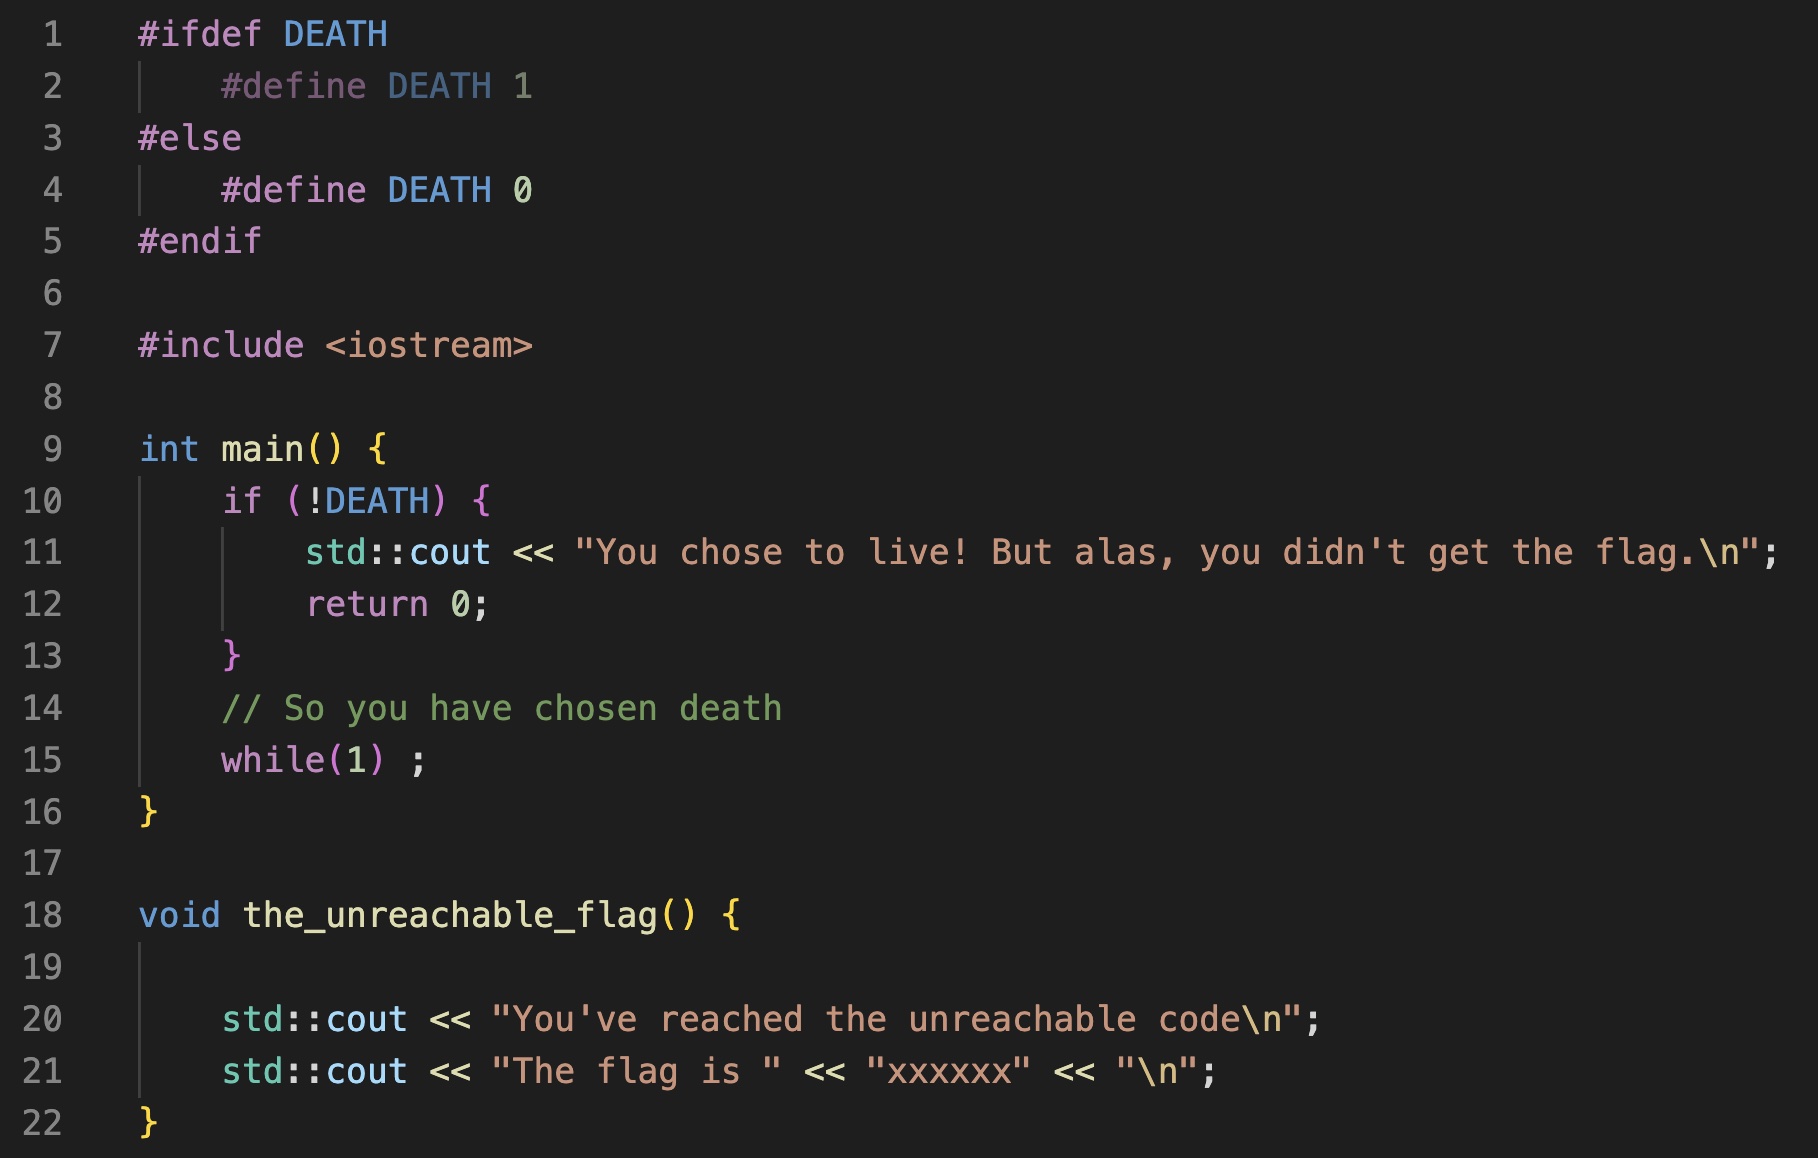 1 #ifdef DEATH
2     #define DEATH 1
3 #else
4     #define DEATH 0
5 #endif
6
7 #include <iostream>
8
9 int main() {
10     if (!DEATH) {
11         std::cout << "You chose to live! But alas, you didn't get the flag.\n";
12         return 0;
13     }
14     // So you have chosen death
15     while(1) ;
16 }
17
18 void the_unreachable_flag() {
19
20     std::cout << "You've reached the unreachable code\n";
21     std::cout << "The flag is " << "xxxxxx" << "\n";
22 }